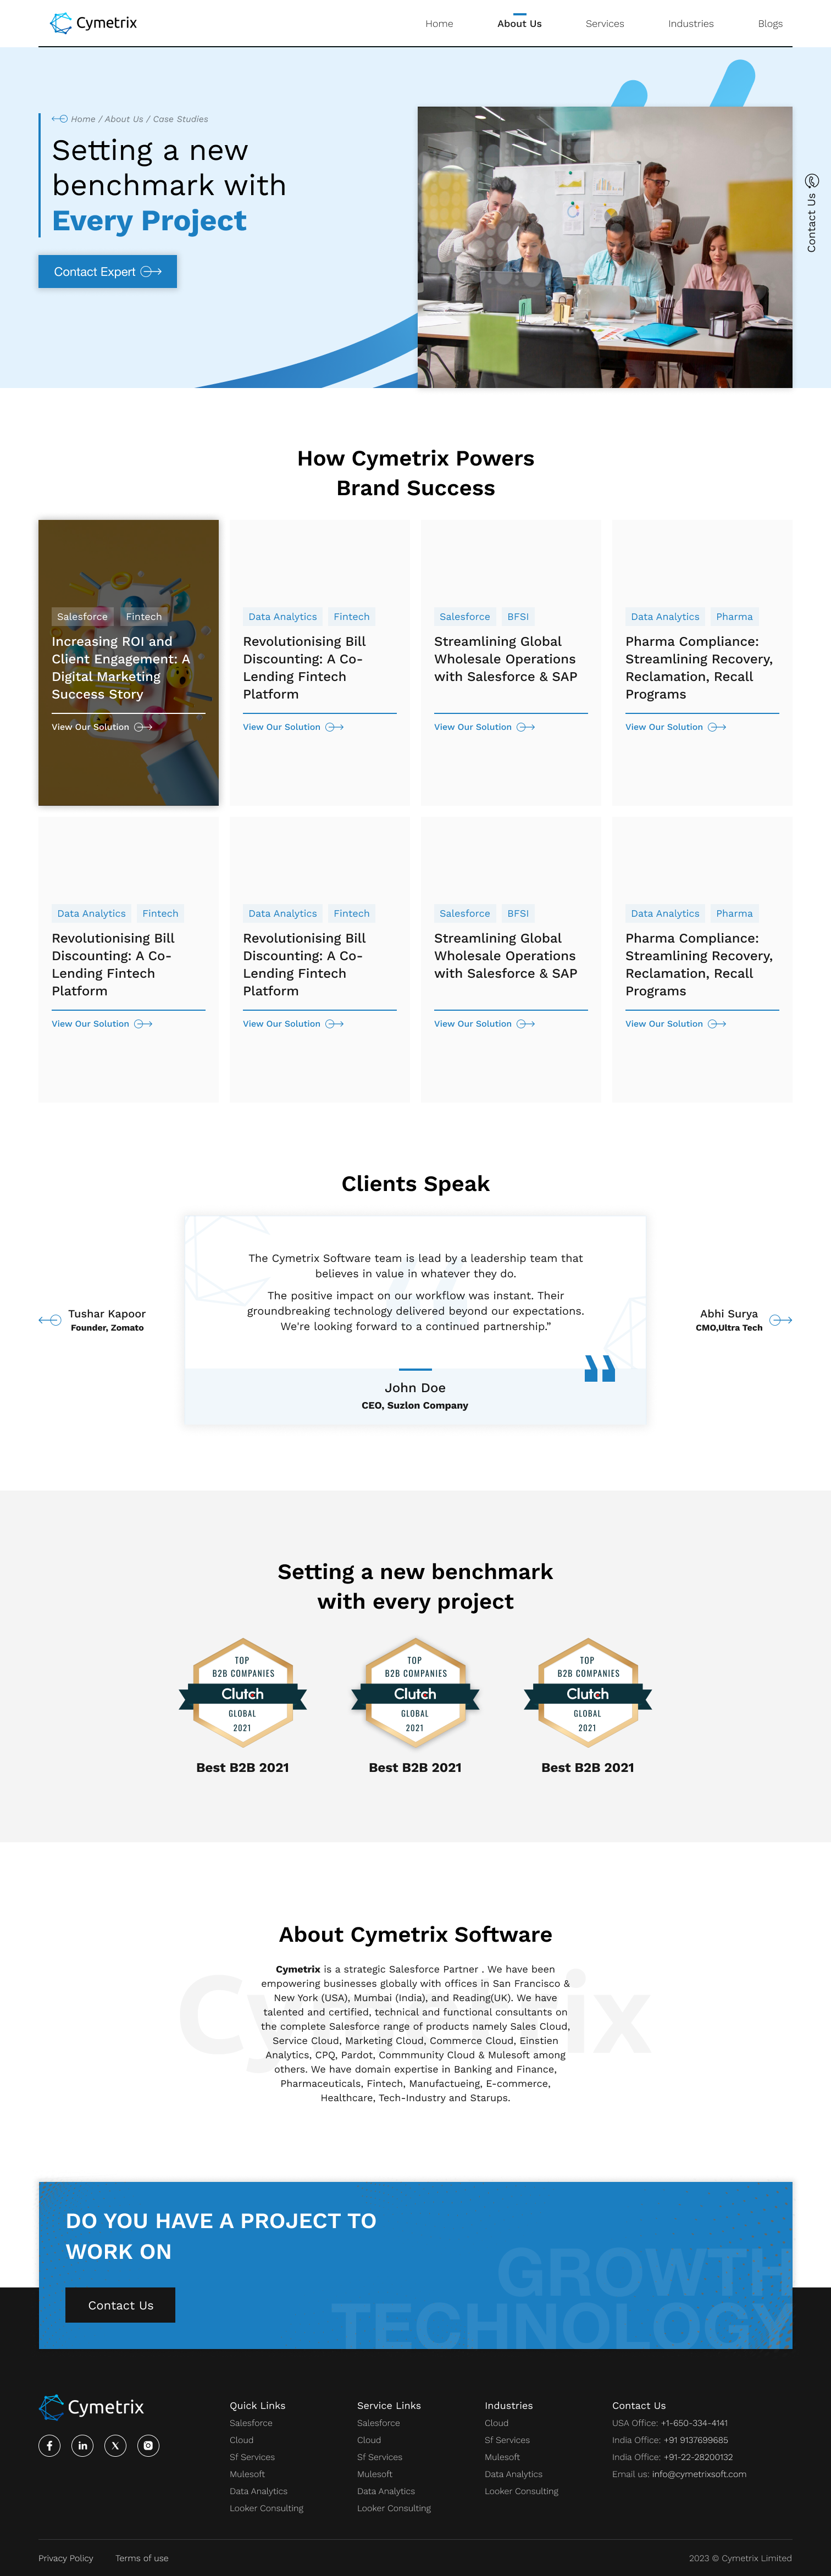 Cymetrix
Home
About Us
Services
Industries
Blogs
Home / About Us / Case Studies
Setting a new
benchmark with
Every Project
Contact Expert
Contact Us
How Cymetrix Powers
Brand Success
Salesforce
Fintech
Increasing ROI and
Client Engagement: A
Digital Marketing
Success Story
View Our Solution
Data Analytics
Fintech
Revolutionising Bill
Discounting: A Co-
Lending Fintech
Platform
View Our Solution
Salesforce
BFSI
Streamlining Global
Wholesale Operations
with Salesforce & SAP
View Our Solution
Data Analytics
Pharma
Pharma Compliance:
Streamlining Recovery,
Reclamation, Recall
Programs
View Our Solution
Data Analytics
Fintech
Revolutionising Bill
Discounting: A Co-
Lending Fintech
Platform
View Our Solution
Data Analytics
Fintech
Revolutionising Bill
Discounting: A Co-
Lending Fintech
Platform
View Our Solution
Salesforce
BFSI
Streamlining Global
Wholesale Operations
with Salesforce & SAP
View Our Solution
Data Analytics
Pharma
Pharma Compliance:
Streamlining Recovery,
Reclamation, Recall
Programs
View Our Solution
Clients Speak
Tushar Kapoor
Founder, Zomato
The Cymetrix Software team is lead by a leadership team that
believes in value in whatever they do.
The positive impact on our workflow was instant. Their
groundbreaking technology delivered beyond our expectations.
We're looking forward to a continued partnership.”
John Doe
CEO, Suzlon Company
Abhi Surya
CMO,Ultra Tech
Setting a new benchmark
with every project
TOP
B2B COMPANIES
Clutch
GLOBAL
2021
Best B2B 2021
TOP
B2B COMPANIES
Clutch
GLOBAL
2021
Best B2B 2021
TOP
B2B COMPANIES
Clutch
GLOBAL
2021
Best B2B 2021
About Cymetrix Software
Cymetrix is a strategic Salesforce Partner . We have been
empowering businesses globally with offices in San Francisco &
New York (USA), Mumbai (India), and Reading(UK). We have
talented and certified, technical and functional consultants on
the complete Salesforce range of products namely Sales Cloud,
Service Cloud, Marketing Cloud, Commerce Cloud, Einstien
Analytics, CPQ, Pardot, Commmunity Cloud & Mulesoft among
others. We have domain expertise in Banking and Finance,
Pharmaceuticals, Fintech, Manufactueing, E-commerce,
Healthcare, Tech-Industry and Starups.
DO YOU HAVE A PROJECT TO
WORK ON
Contact Us
GROWTH
TECHNOLOGY
Cymetrix
Quick Links
Salesforce
Cloud
Sf Services
Mulesoft
Data Analytics
Looker Consulting
Service Links
Salesforce
Cloud
Sf Services
Mulesoft
Data Analytics
Looker Consulting
Industries
Cloud
Sf Services
Mulesoft
Data Analytics
Looker Consulting
Contact Us
USA Office: +1-650-334-4141
India Office: +91 9137699685
India Office: +91-22-28200132
Email us: info@cymetrixsoft.com
Privacy Policy
Terms of use
2023 © Cymetrix Limited